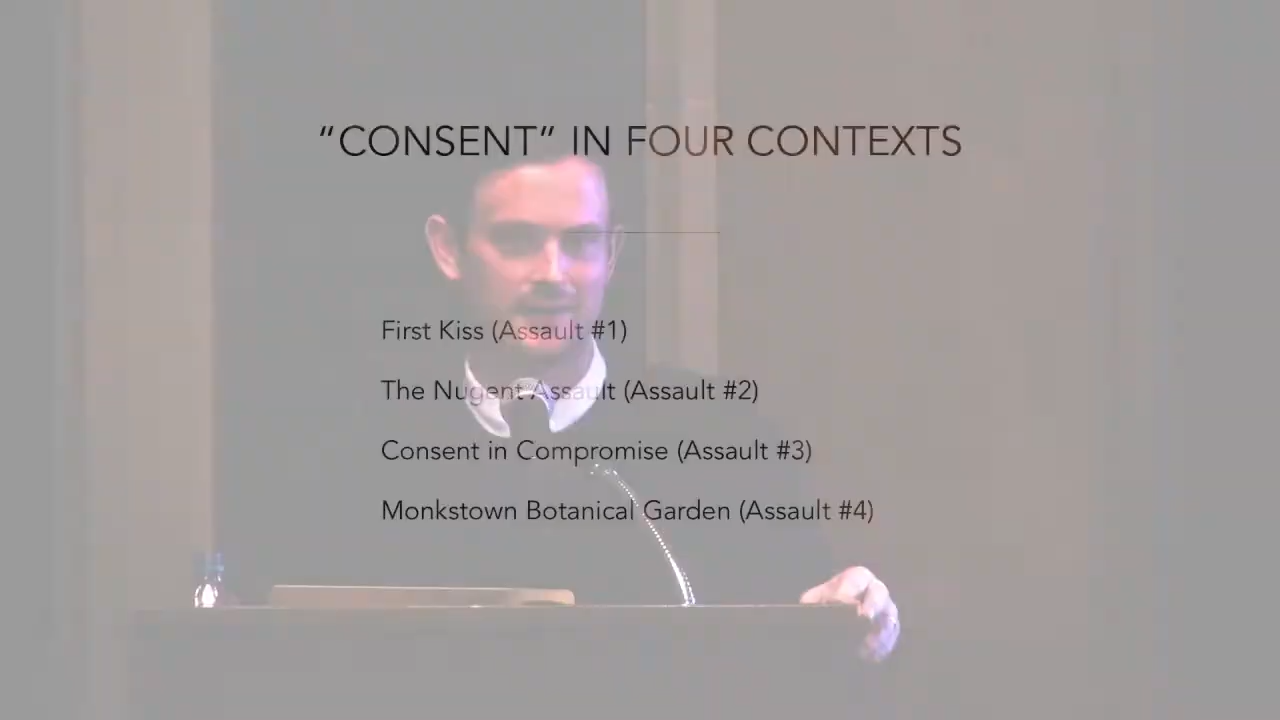 “CONSENT” IN FOUR CONTEXTS
First Kiss (Assault #1)
The Nugent Assault (Assault #2)
Consent in Compromise (Assault #3)
Monkstown Botanical Garden (Assault #4)